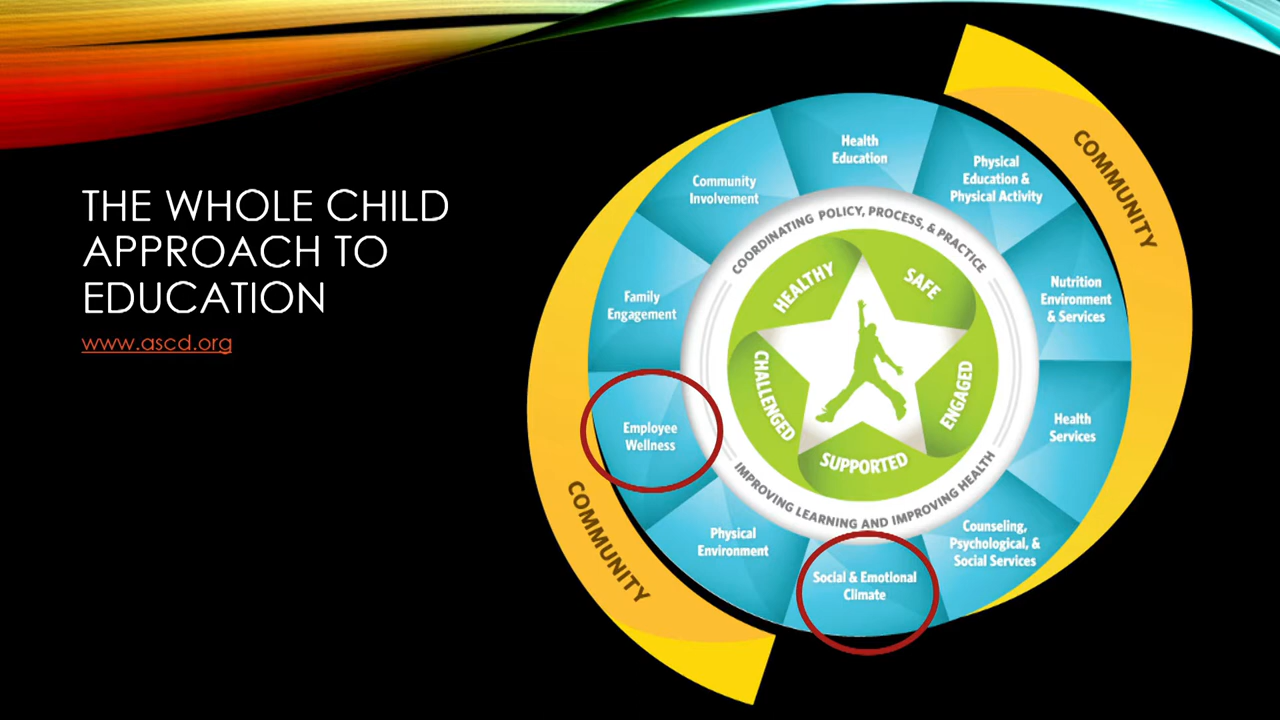 THE WHOLE CHILD
APPROACH TO
EDUCATION
www.ascd.org
COMMUNITY
Health
Education
Physical
Education &
Physical Activity
Nutrition
Environment
& Services
Health
Services
Counseling,
Psychological, &
Social Services
Social & Emotional
Climate
Physical
Environment
Employee
Wellness
Family
Engagement
Community
Involvement
COORDINATING POLICY, PROCESS, & PRACTICE
IMPROVING LEARNING AND IMPROVING HEALTH
HEALTHY
SAFE
ENGAGED
SUPPORTED
CHALLENGED
COMMUNITY